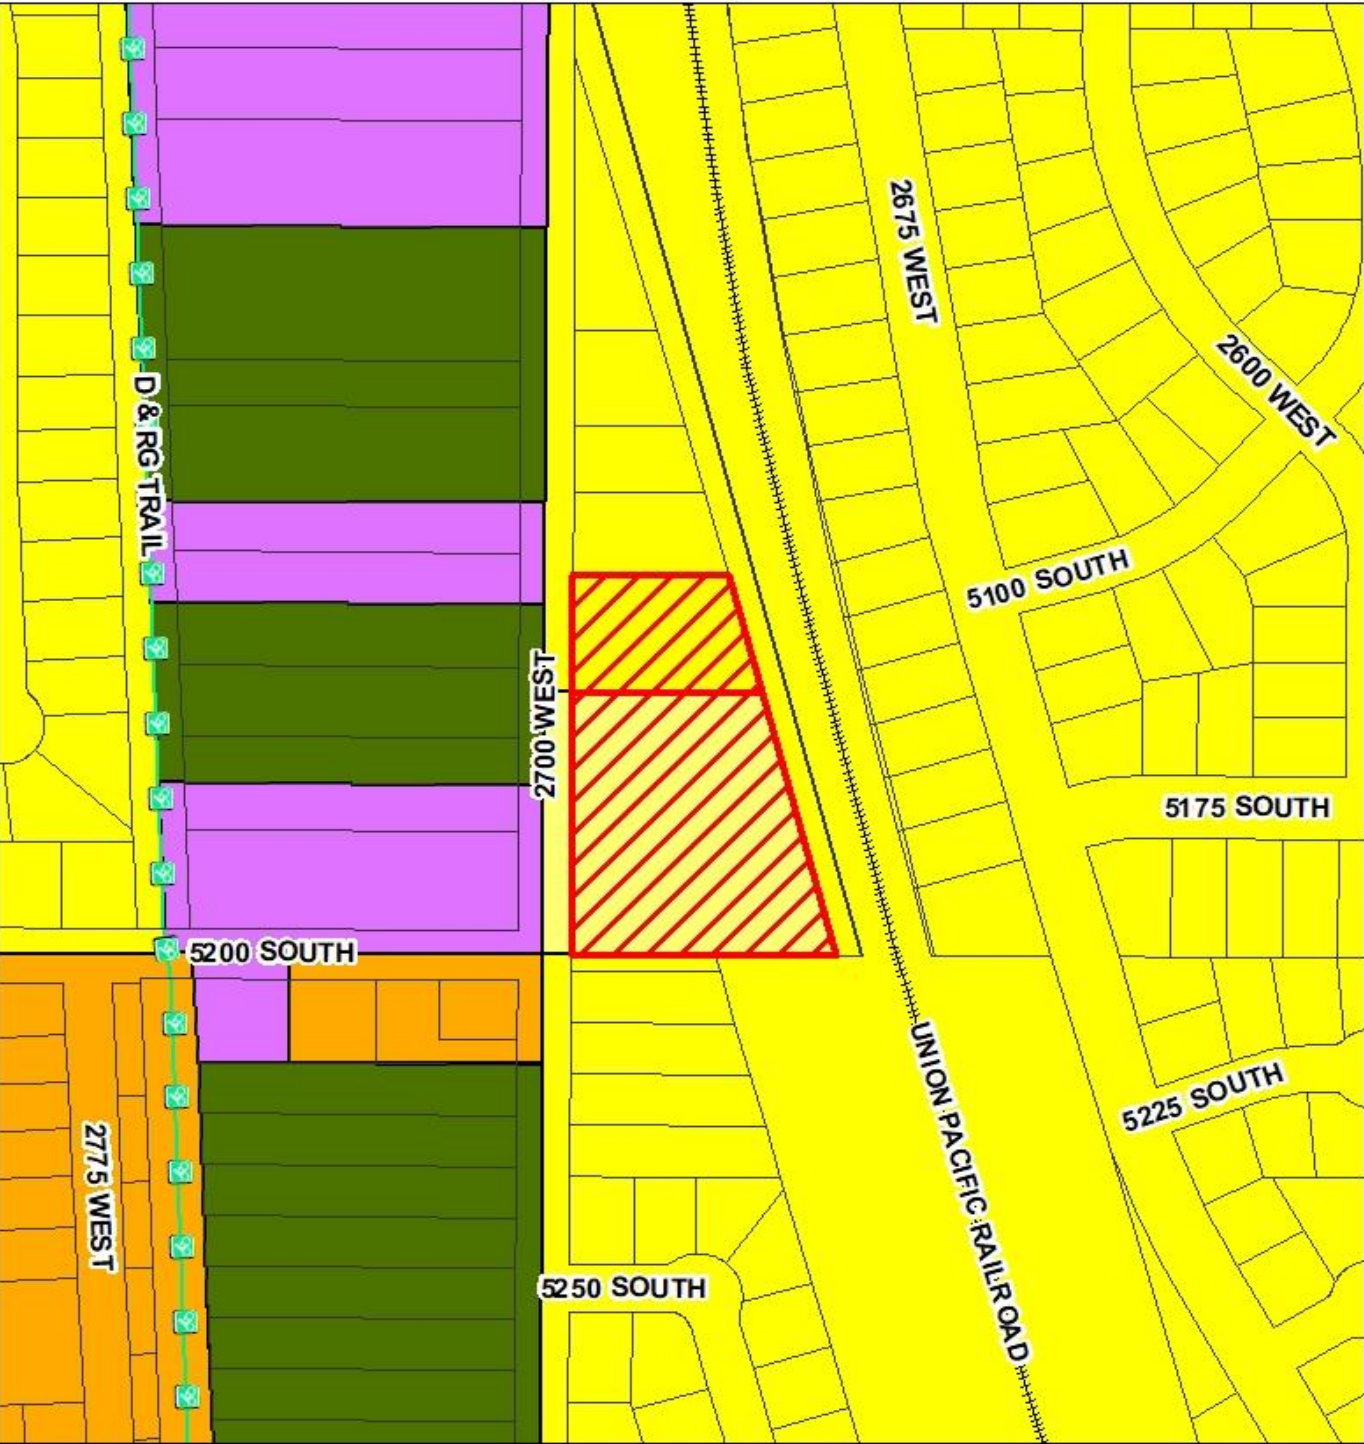 2675 WEST
2600 WEST
D & RG TRAIL
5100 SOUTH
2700 WEST
5175 SOUTH
5200 SOUTH
UNION PACIFIC RAILROAD
5225 SOUTH
2775 WEST
5250 SOUTH